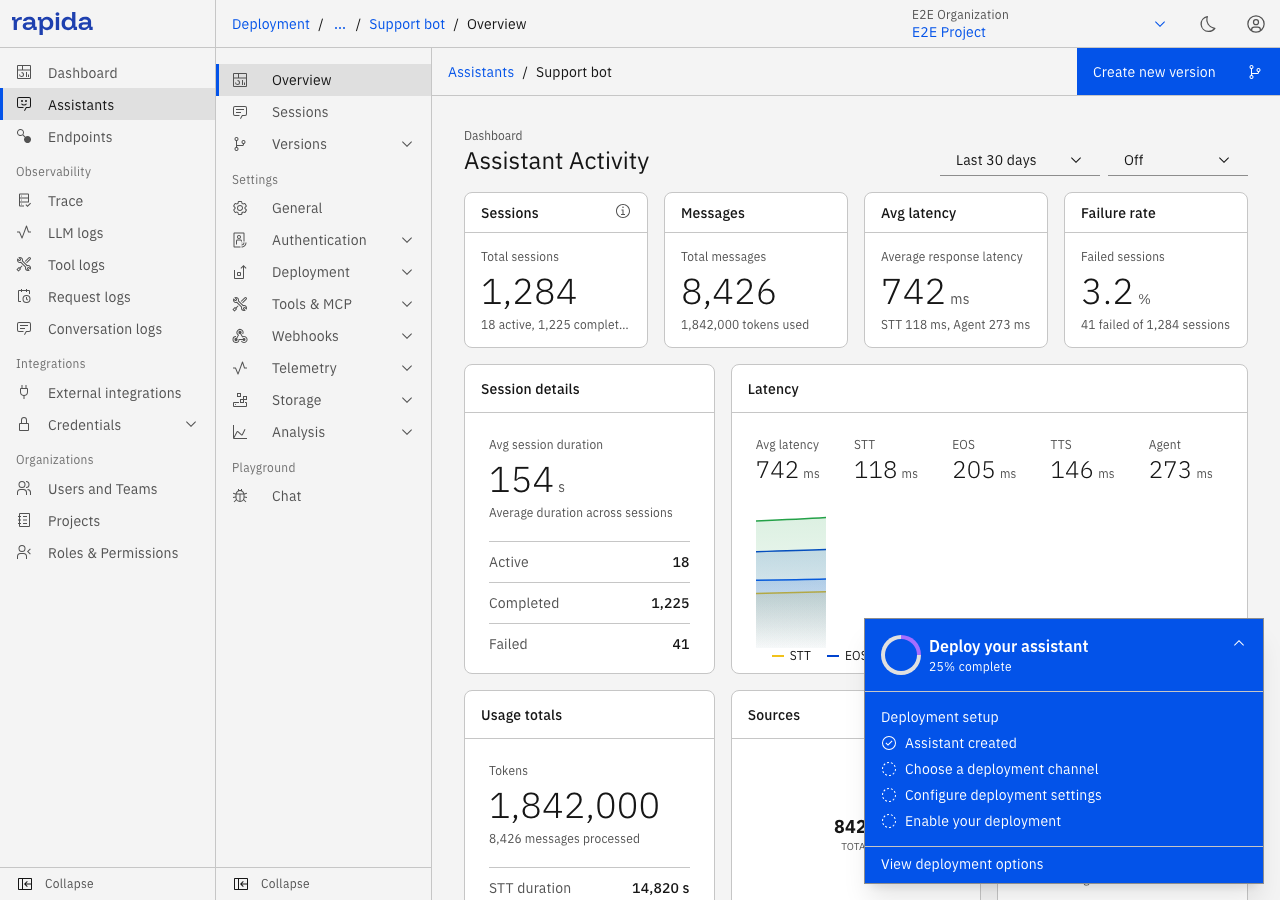 rapida
Deployment / ... / Support bot / Overview
E2E Organization
E2E Project
Dashboard
Assistants
Endpoints
Observability
Trace
LLM logs
Tool logs
Request logs
Conversation logs
Integrations
External integrations
Credentials
Organizations
Users and Teams
Projects
Roles & Permissions
Collapse
Overview
Sessions
Versions
Settings
General
Authentication
Deployment
Tools & MCP
Webhooks
Telemetry
Storage
Analysis
Playground
Chat
Collapse
Assistants / Support bot
Create new version
Dashboard
Assistant Activity
Last 30 days
Off
Sessions
Total sessions
1,284
18 active, 1,225 complet...
Messages
Total messages
8,426
1,842,000 tokens used
Avg latency
Average response latency
742 ms
STT 118 ms, Agent 273 ms
Failure rate
Failed sessions
3.2 %
41 failed of 1,284 sessions
Session details
Avg session duration
154 s
Average duration across sessions
Active 18
Completed 1,225
Failed 41
Latency
Avg latency STT EOS TTS Agent
742 ms 118 ms 205 ms 146 ms 273 ms
STT EOS
Usage totals
Tokens
1,842,000
8,426 messages processed
STT duration 14,820 s
Sources
842
Deploy your assistant
25% complete
Deployment setup
Assistant created
Choose a deployment channel
Configure deployment settings
Enable your deployment
View deployment options